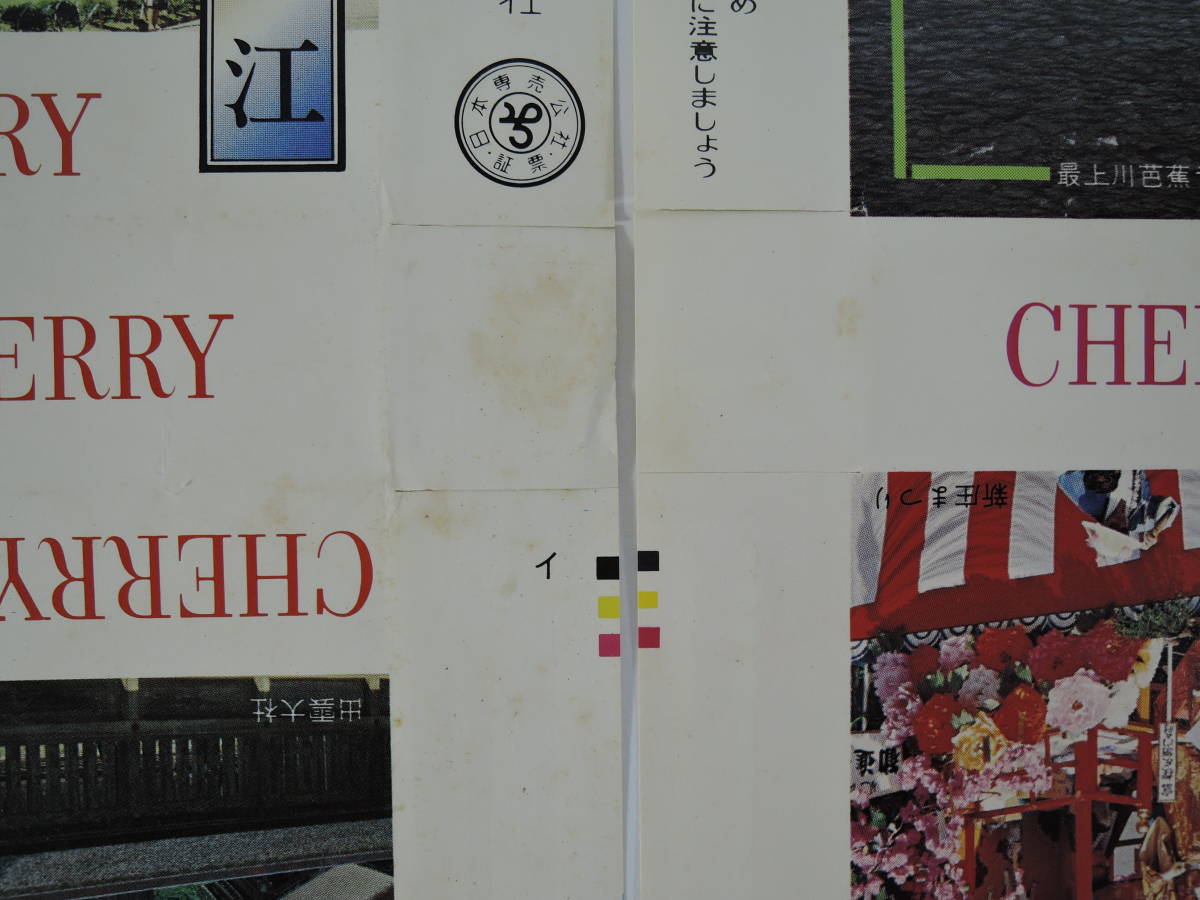 社
め
に注意しましょう
江
RY
日本専売公社・証票・
最上川芭蕉
ERRY
CHE
新庄まつり
CHERRY
イ
出雲大社